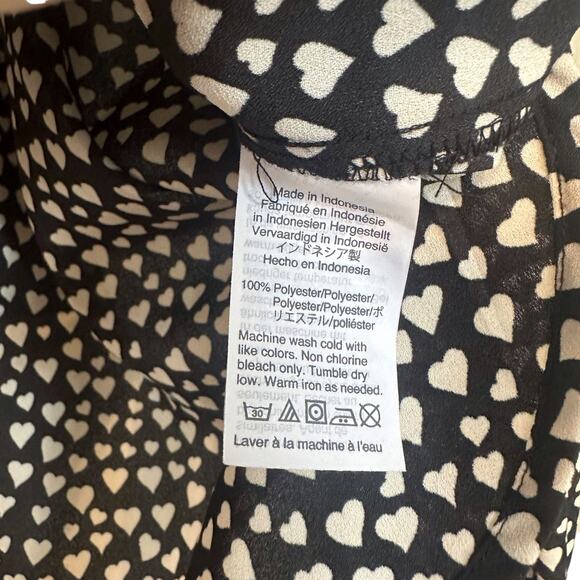 Made in Indonesia
Fabriqué en Indonésie
in Indonesien Hergestellt
Vervaardigd in Indonesië
インドネシア製
Hecho en Indonesia
100% Polyester/Polyester/
Polyester/Polyester/ポ
リエステル/poliéster
Machine wash cold with
like colors. Non chlorine
bleach only. Tumble dry
low. Warm iron as needed.
30
Laver à la machine à l'eau